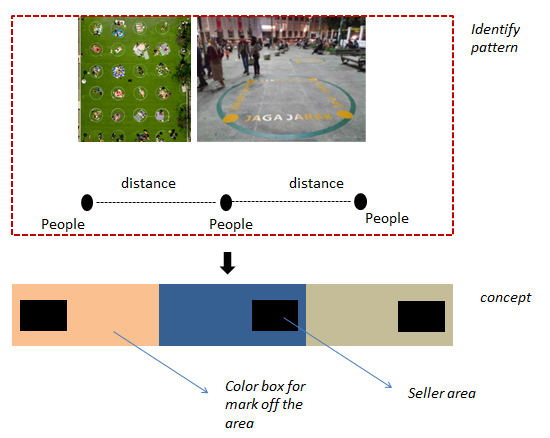 Identify
pattern
JAGA JARAK
distance
distance
People
People
People
concept
Color box for
mark off the
area
Seller area